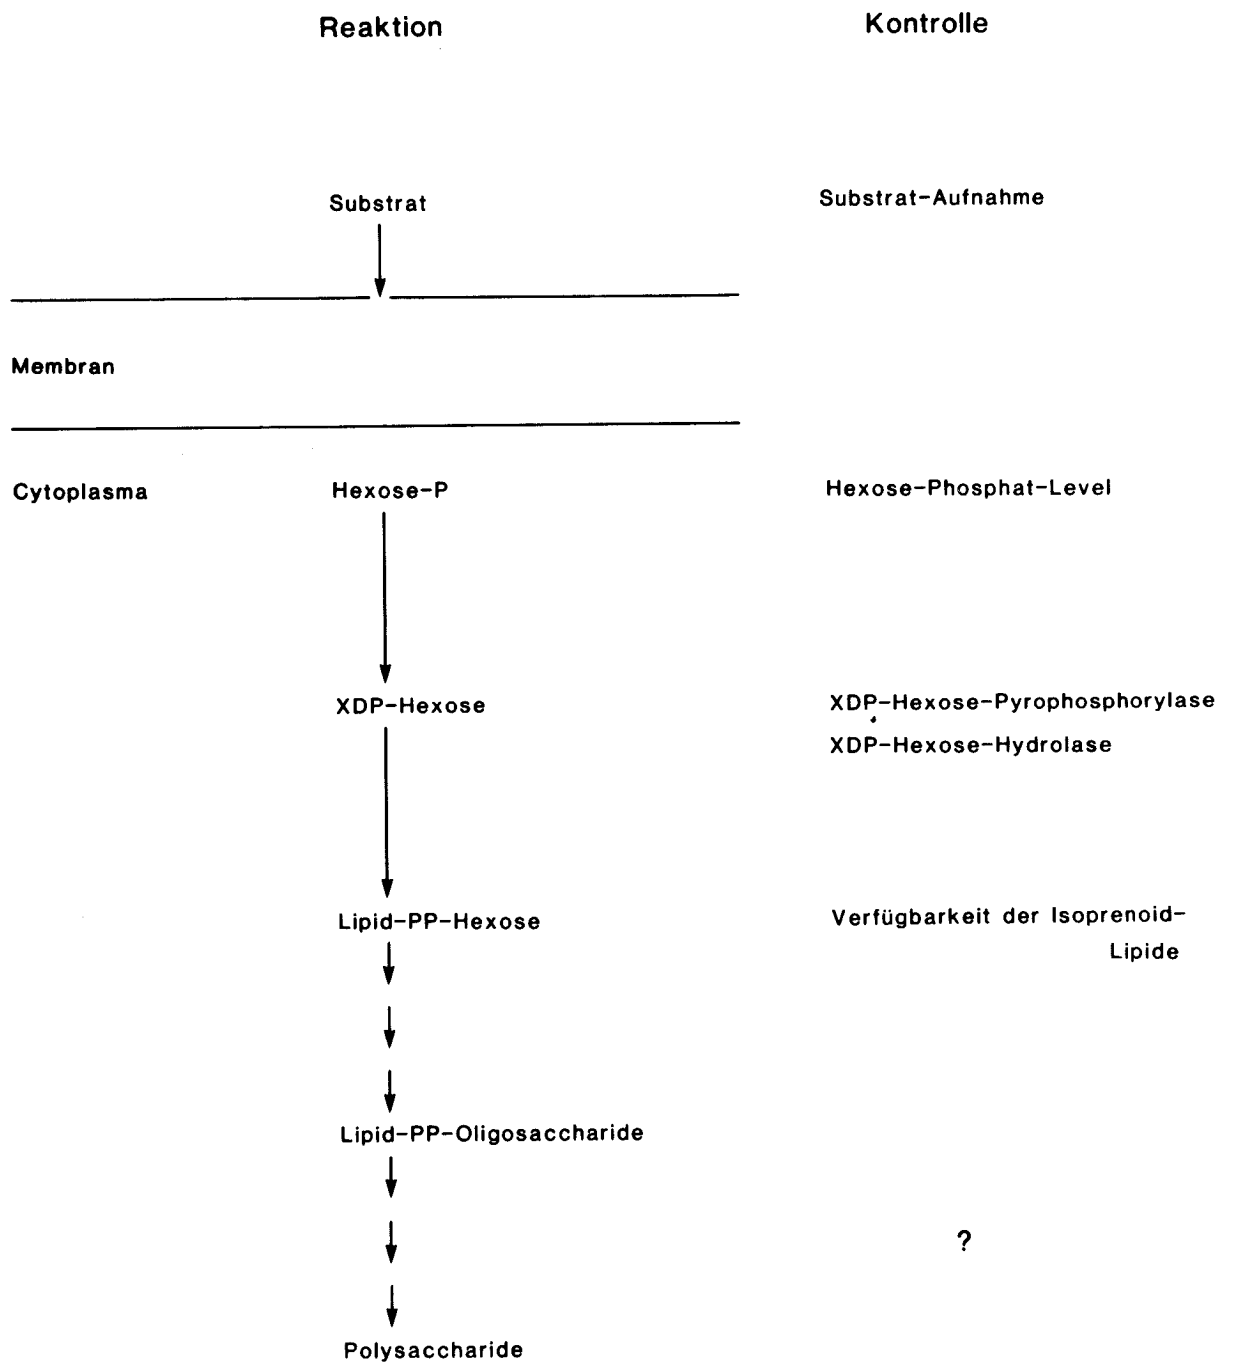 Reaktion
Kontrolle
Substrat
Substrat-Aufnahme
Membran
Cytoplasma
Hexose-P
Hexose-Phosphat-Level
XDP-Hexose
XDP-Hexose-Pyrophosphorylase
XDP-Hexose-Hydrolase
Lipid-PP-Hexose
Verfügbarkeit der Isoprenoid-
Lipide
Lipid-PP-Oligosaccharide
?
Polysaccharide